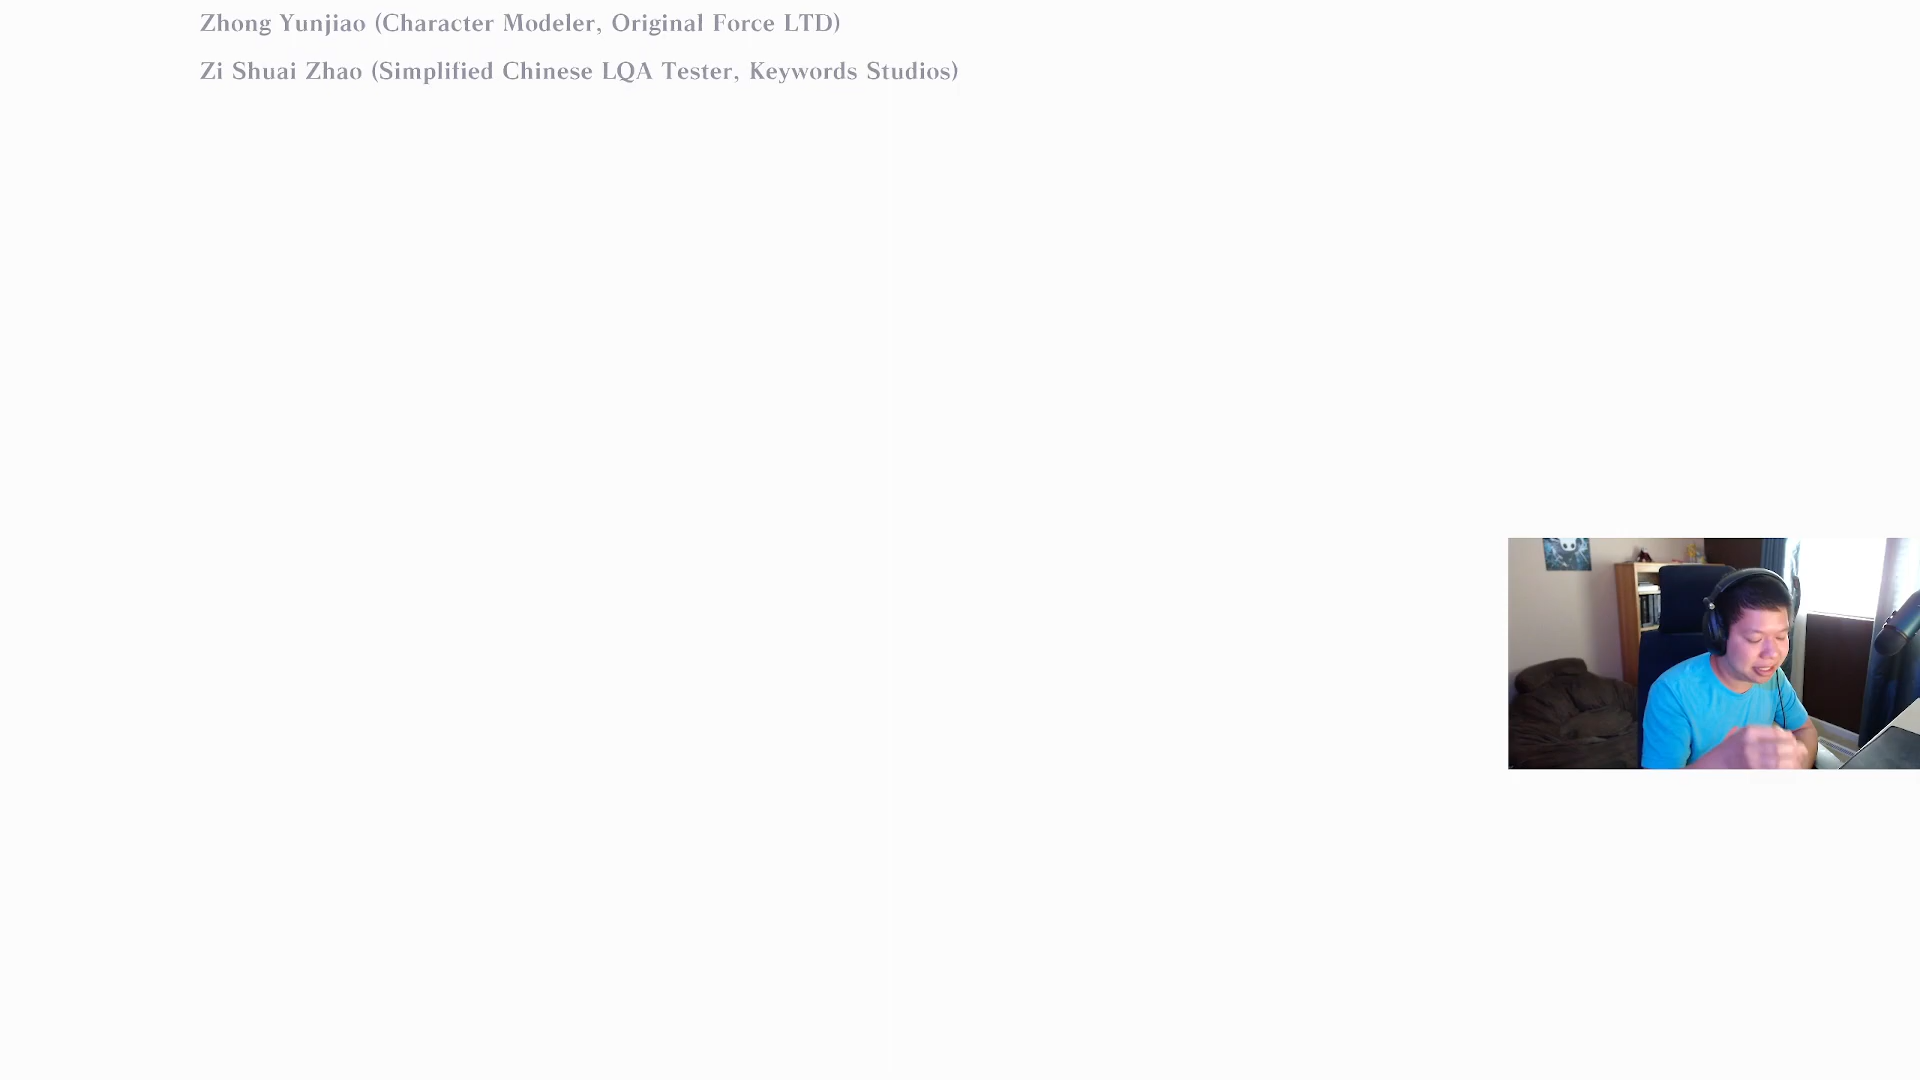 Zhong Yunjiao (Character Modeler, Original Force LTD)
Zi Shuai Zhao (Simplified Chinese LQA Tester, Keywords Studios)